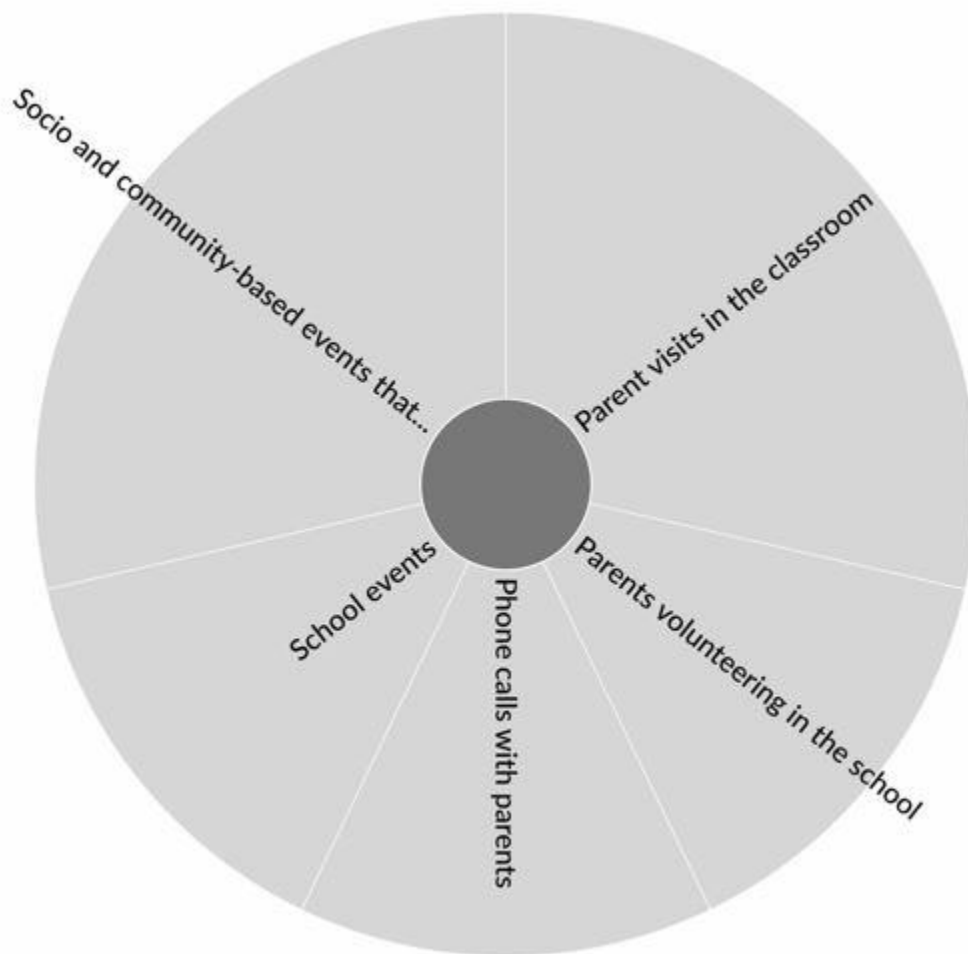 Parent visits in the classroom
Parents volunteering in the school
Phone calls with parents
School events
Socio and community-based events that...